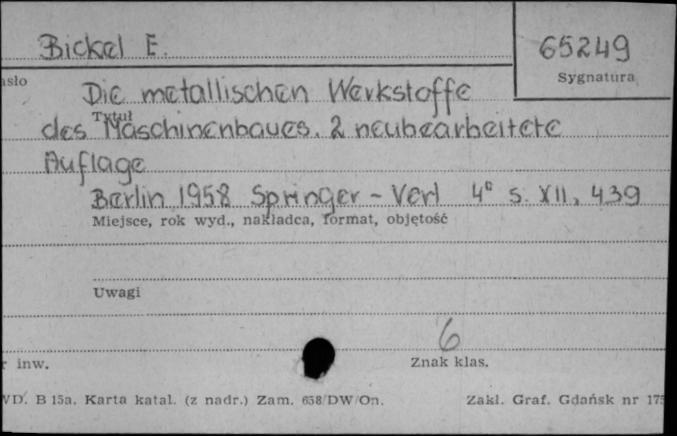 Bickel E.
65249
Sygnatura
asło
Die metallischen Werkstoffe
Tytuł
des Maschinenbaues. 2 neubearbeitete
Auflage
Berlin 1958 Springer - Verl 4° s. XII, 439
Miejsce, rok wyd., nakładca, format, objętość
Uwagi
6
r inw.
Znak klas.
VD. B 15a. Karta katal. (z nadr.) Zam. 658/DW/On.
Zakł. Graf. Gdańsk nr 175